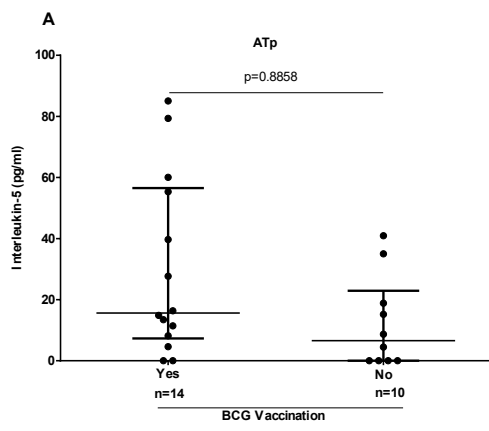 A
ATp
p=0.8858
Interleukin-5 (pg/ml)
100
80
60
40
20
0
Yes No
n=14 n=10
BCG Vaccination